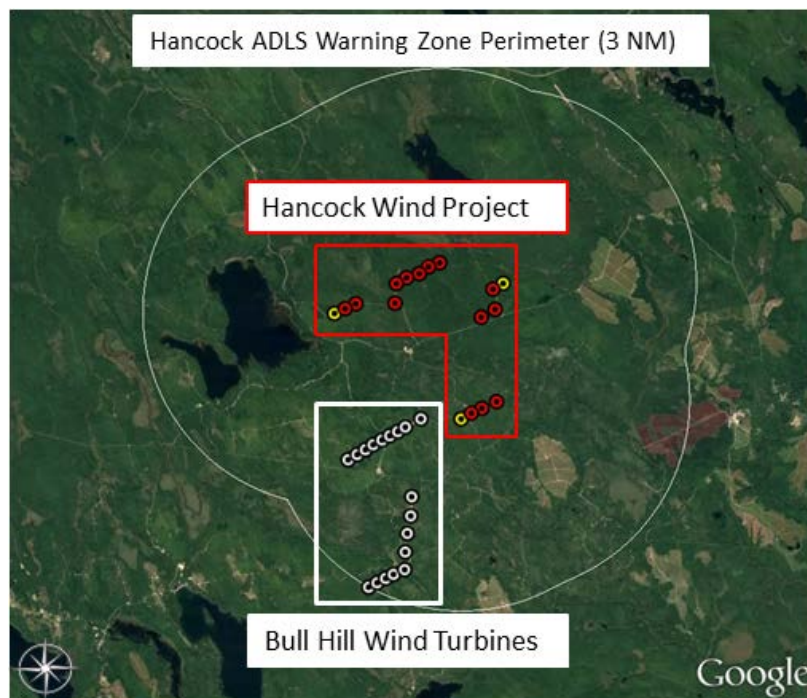 Hancock ADLS Warning Zone Perimeter (3 NM)
Hancock Wind Project
Bull Hill Wind Turbines
Google